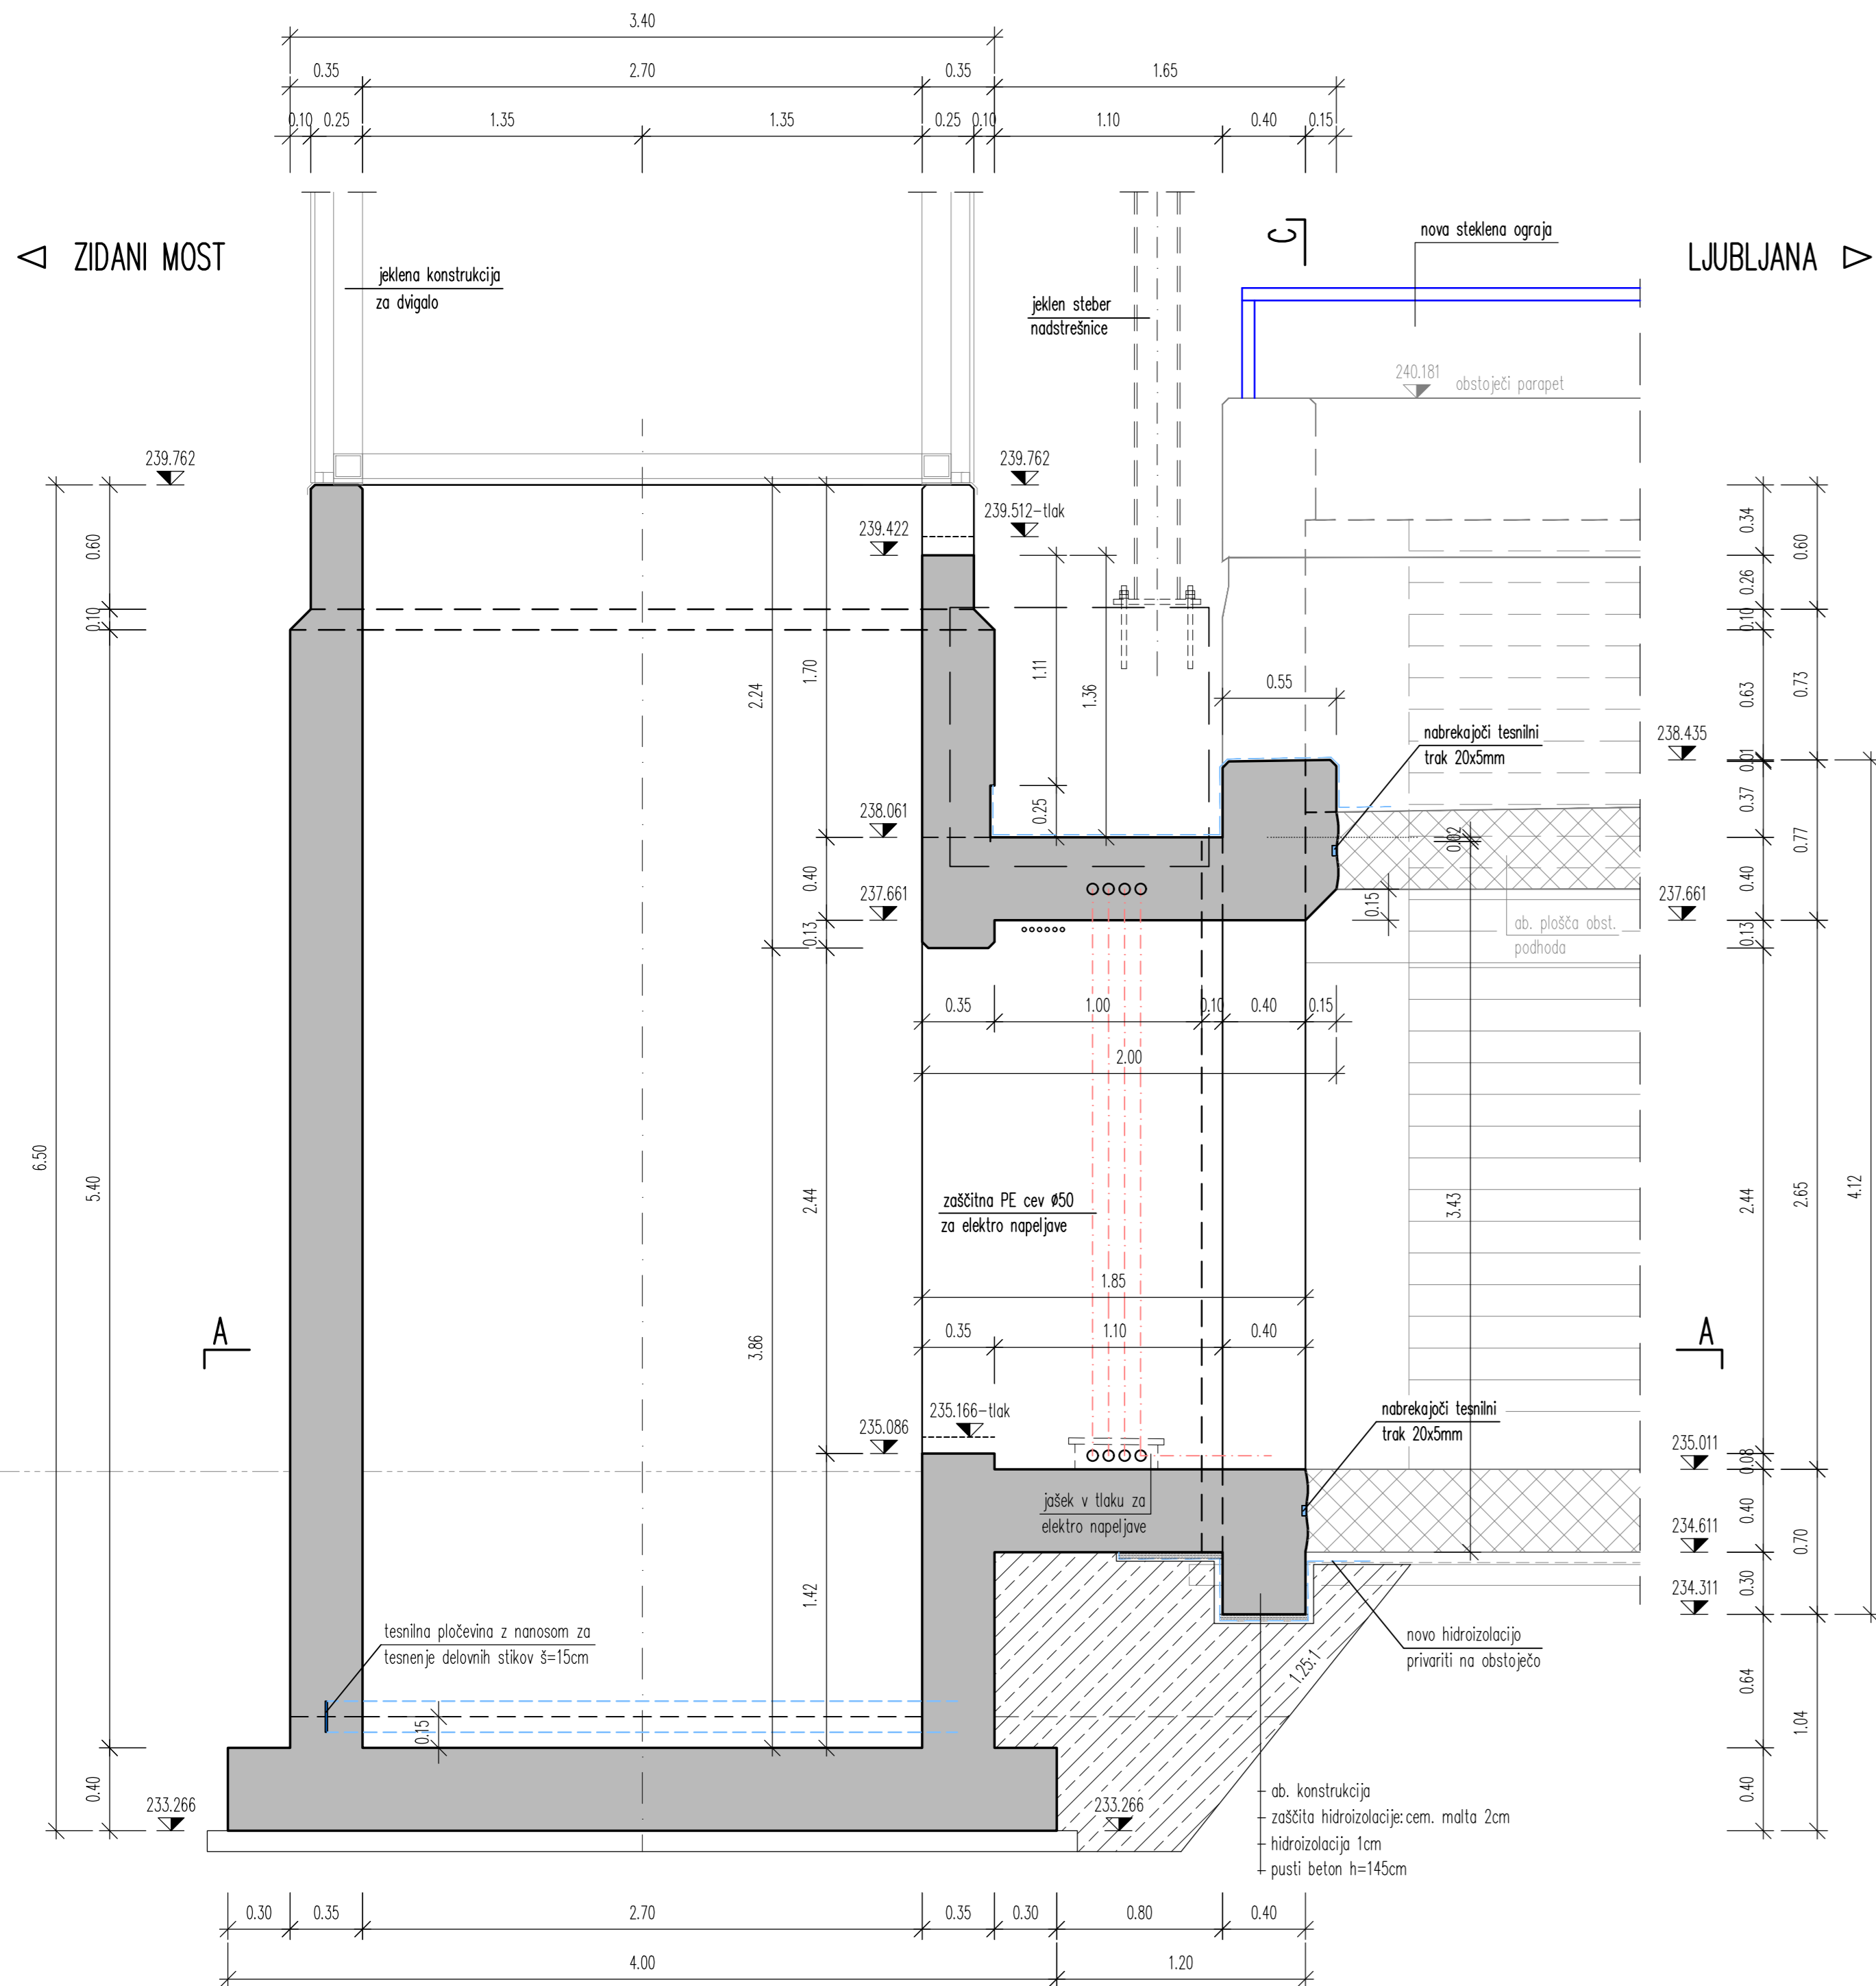 3.40
0.35 2.70 0.35 1.65
0.10 0.25 1.35 1.35 0.25 0.10 1.10 0.40 0.15
ZIDANI MOST
LJUBLJANA
C
nova steklena ograja
jeklena konstrukcija
za dvigalo
jeklen steber
nadstrešnice
240.181
obstoječi parapet
239.762
239.762
239.512-tlak
239.422
0.60
0.10
0.34
0.60
0.26
0.10
1.11
1.36
1.70
2.24
0.55
0.63
0.73
nabrekajoči tesnilni
trak 20x5mm
238.435
0.01
0.25
0.37
238.061
0.02
0.77
0.40
0.40
237.661
237.661
0.15
0.13
0.13
ab. plošča obst.
podhoda
0.35 1.00 0.10 0.40 0.15
2.00
6.50
5.40
2.44
3.43
2.44
2.65
4.12
zaščitna PE cev Ø50
za elektro napeljave
1.85
0.35 1.10 0.40
3.86
A
A
235.086
235.166-tlak
nabrekajoči tesnilni
trak 20x5mm
235.011
0.08
jašek v tlaku za
elektro napeljave
0.40
234.611
0.70
1.42
0.30
234.311
tesnilna pločevina z nanosom za
tesnenje delovnih stikov š=15cm
novo hidroizolacijo
privariti na obstoječo
1.25:1
0.64
0.15
1.04
0.40
0.40
233.266
233.266
ab. konstrukcija
zaščita hidroizolacije:cem. malta 2cm
hidroizolacija 1cm
pusti beton h=145cm
0.30 0.35 2.70 0.35 0.30 0.80 0.40
4.00 1.20